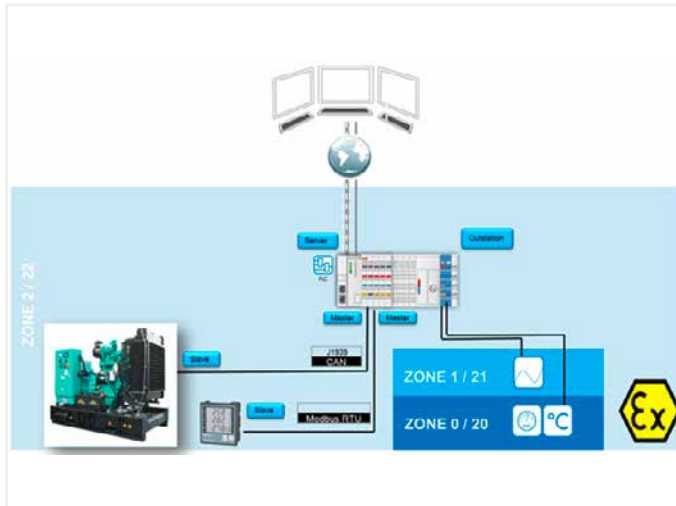 Server
Outstation
PLC
ZONE 2 / 22
Master
Master
Slave
J1939
CAN
ZONE 1 / 21
Slave
Modbus RTU
ZONE 0 / 20
°C
Ex